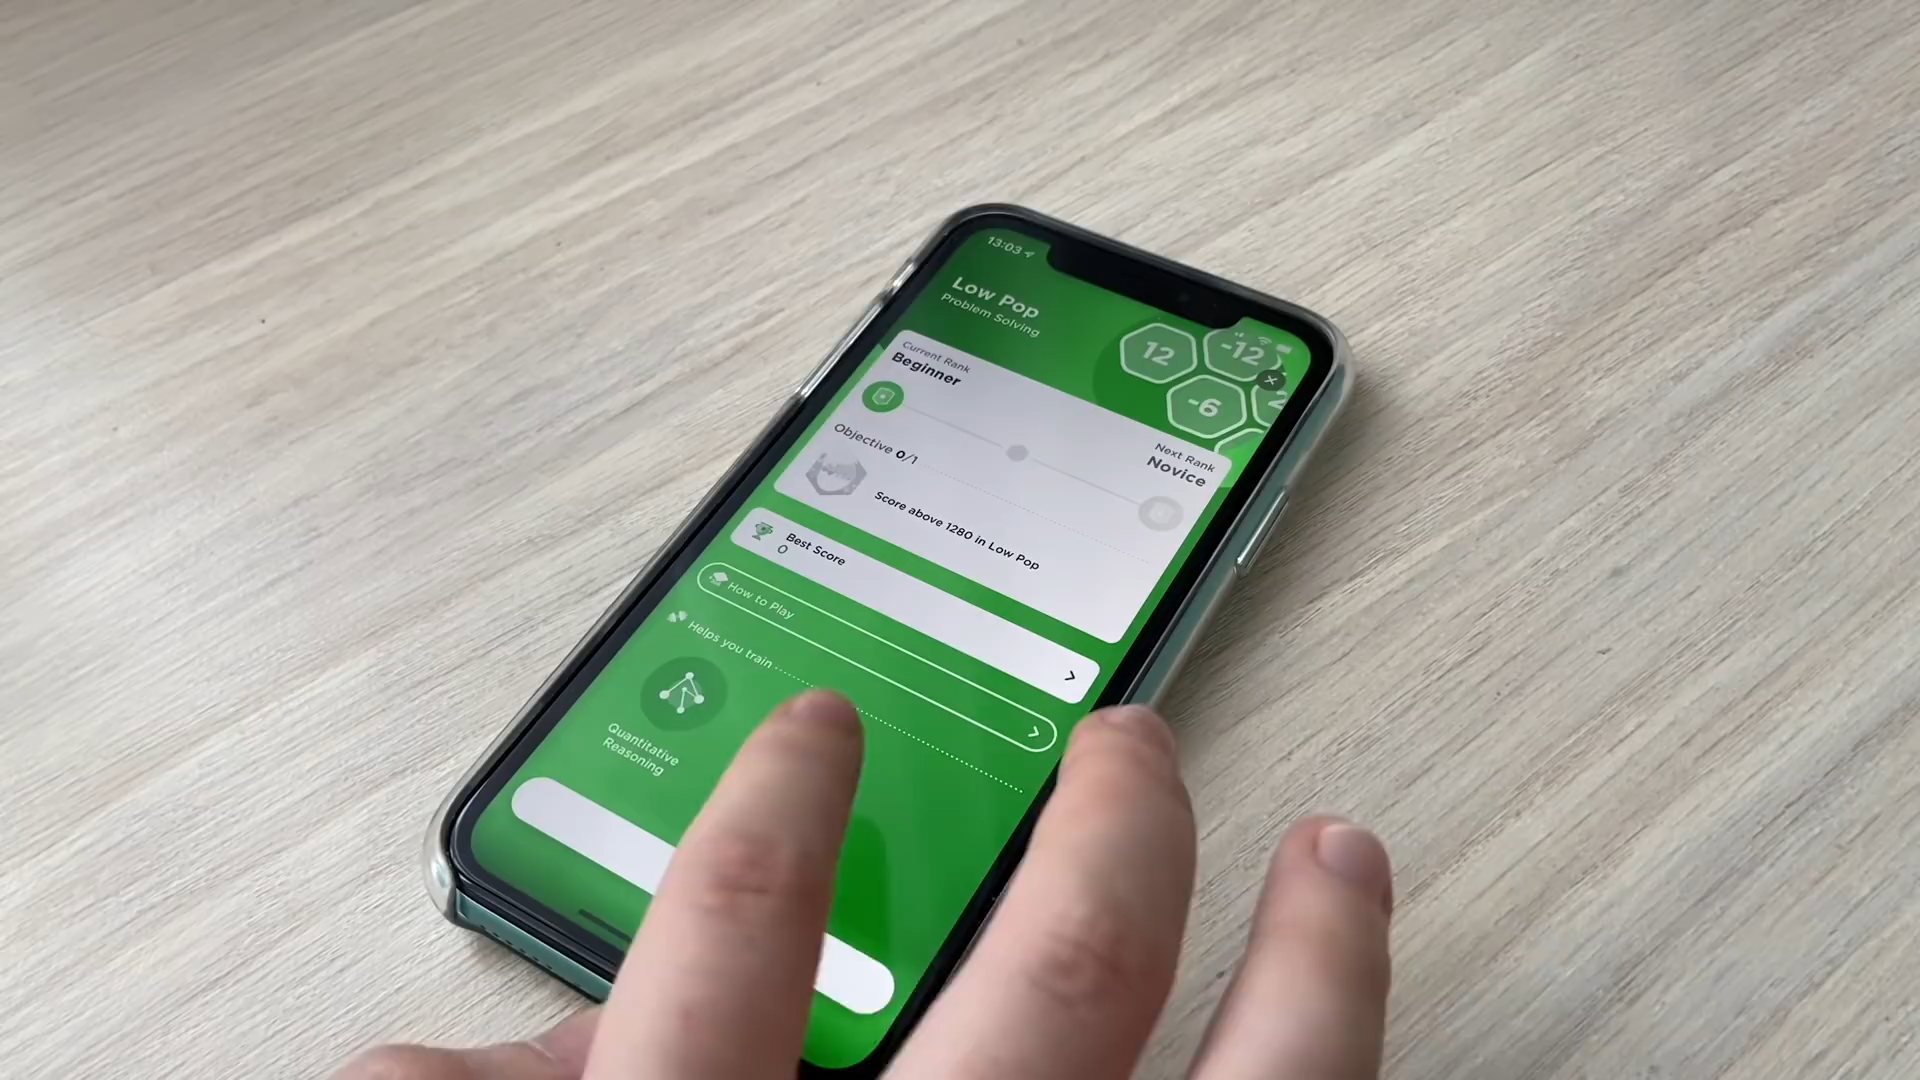 13:03
Low Pop
Problem Solving
12
-12
-6
2
Current Rank
Beginner
Next Rank
Novice
Objective 0/1
Score above 1280 in Low Pop
Best Score
0
How to Play
Helps you train
Quantitative
Reasoning